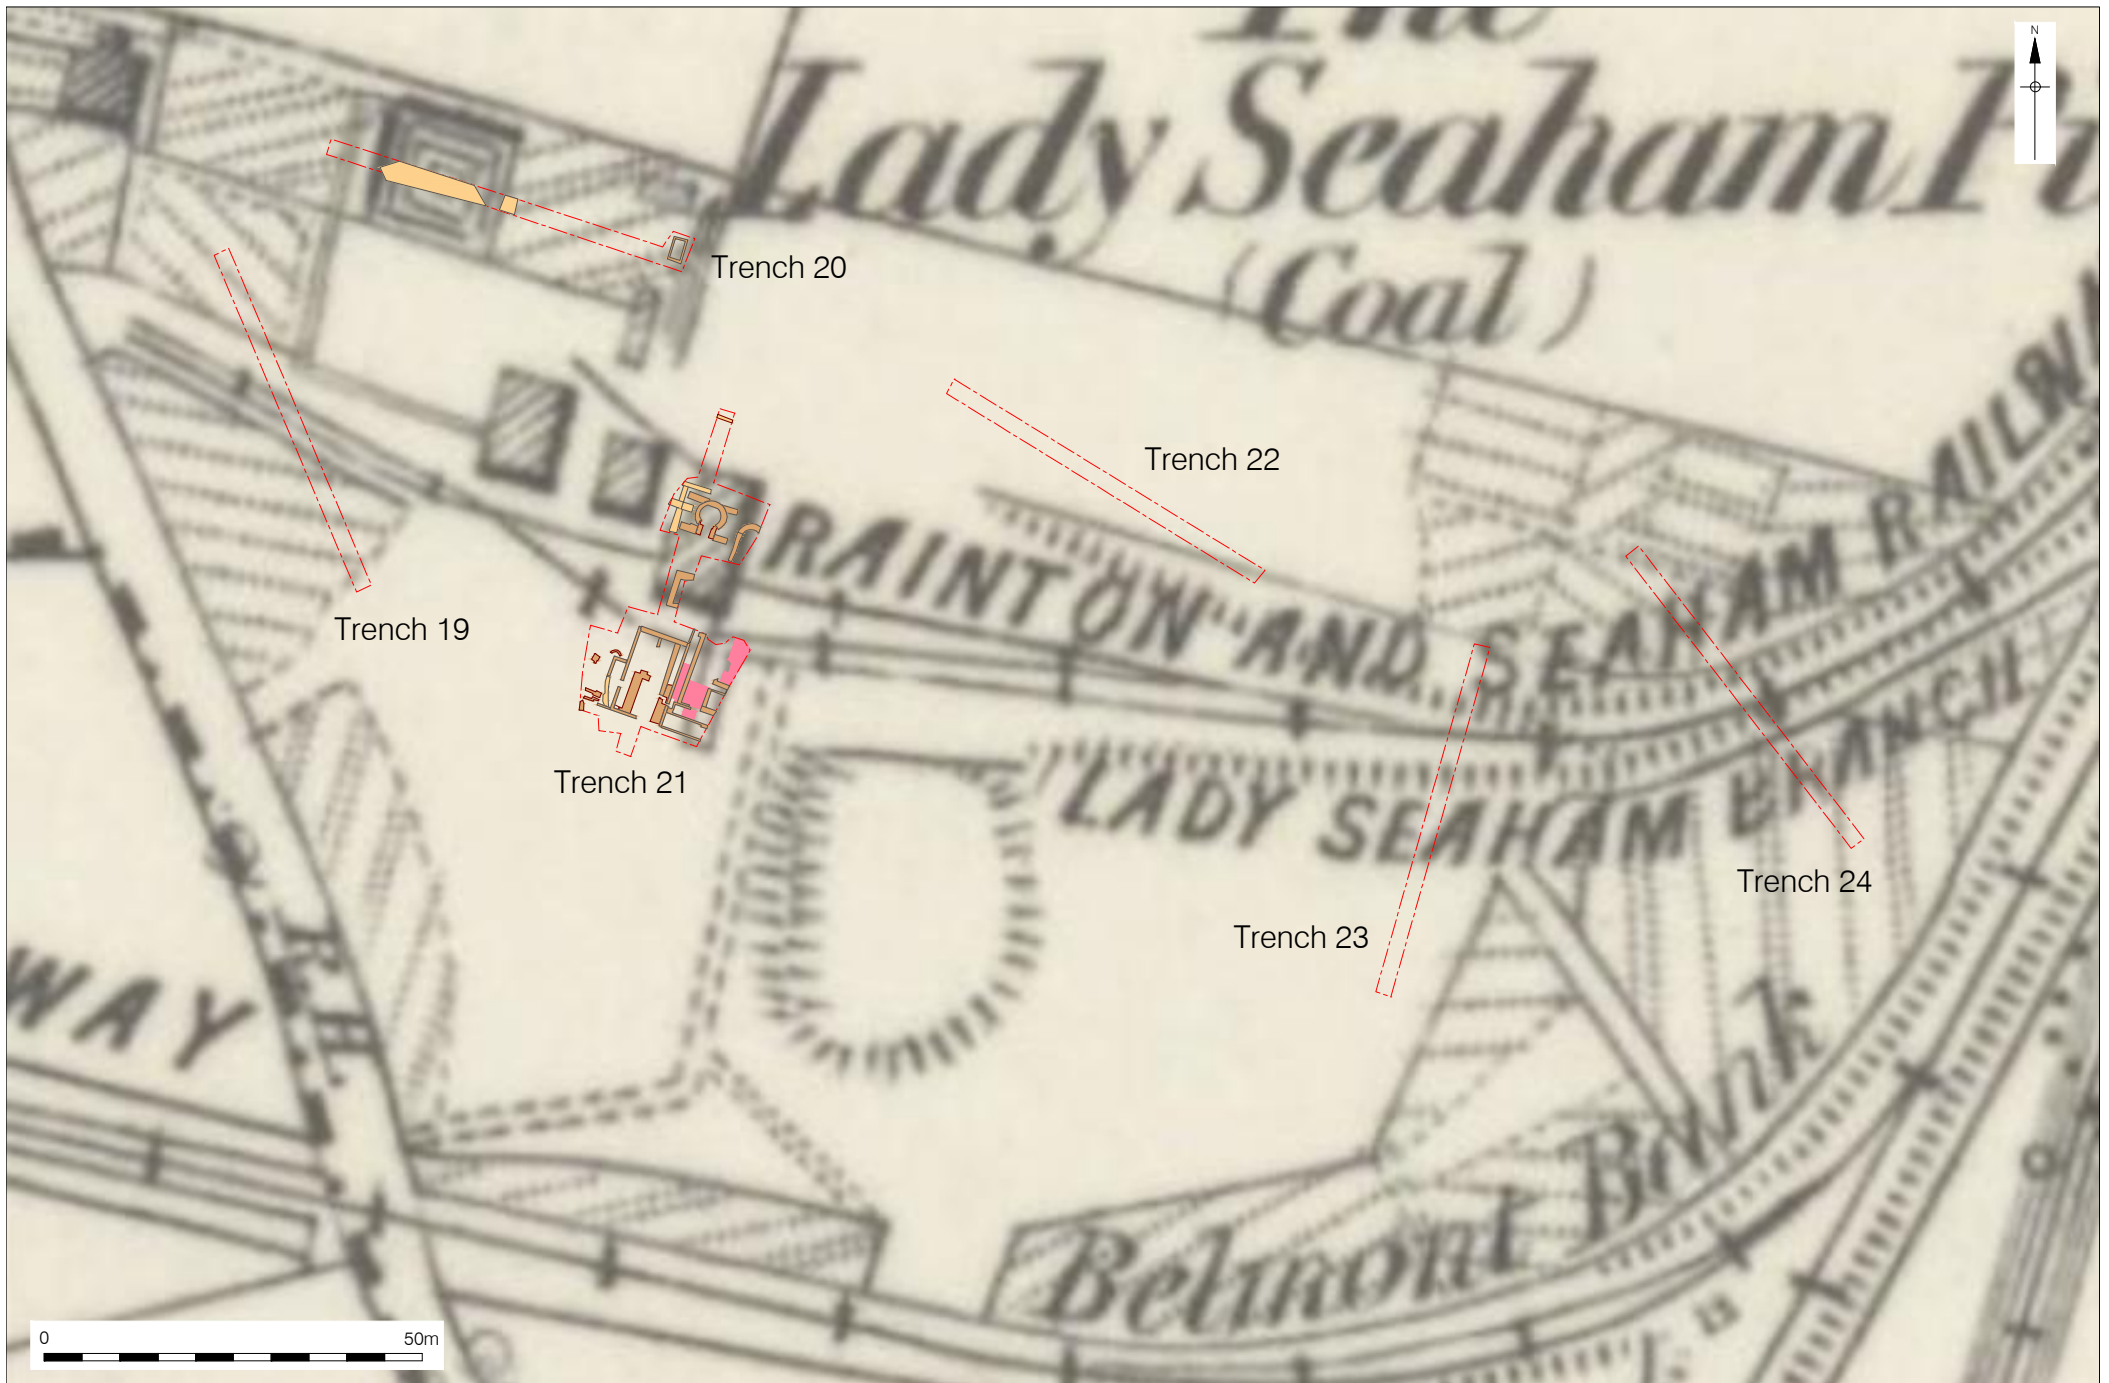 The
Lady Seaham Pi
(Coal)
N
Trench 20
Trench 22
RAINTON AND SEAHAM RAILW
Trench 19
Trench 21
LADY SEAHAM BRANCH
Trench 24
Trench 23
P.H.
WAY
Belmont Bank
0 50m